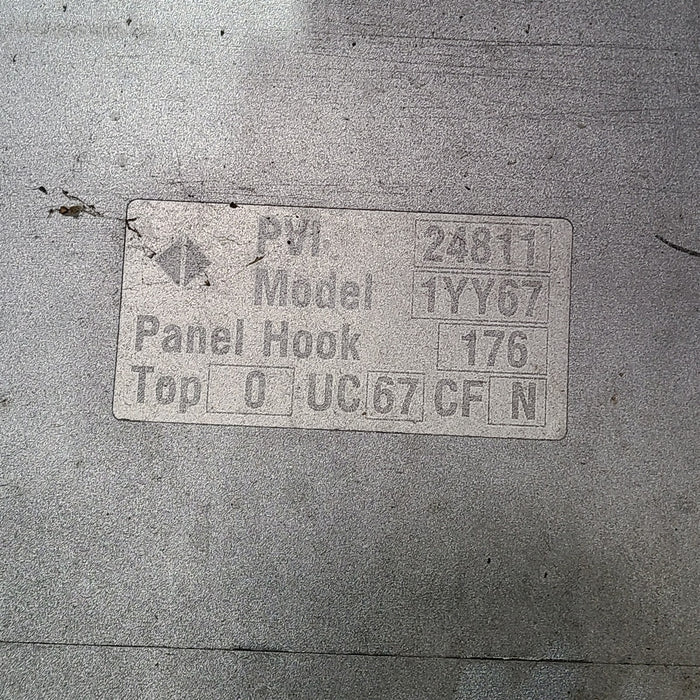 PVI 24811
Model 1YY67
Panel Hook 176
Top 0 UC 67 CF N